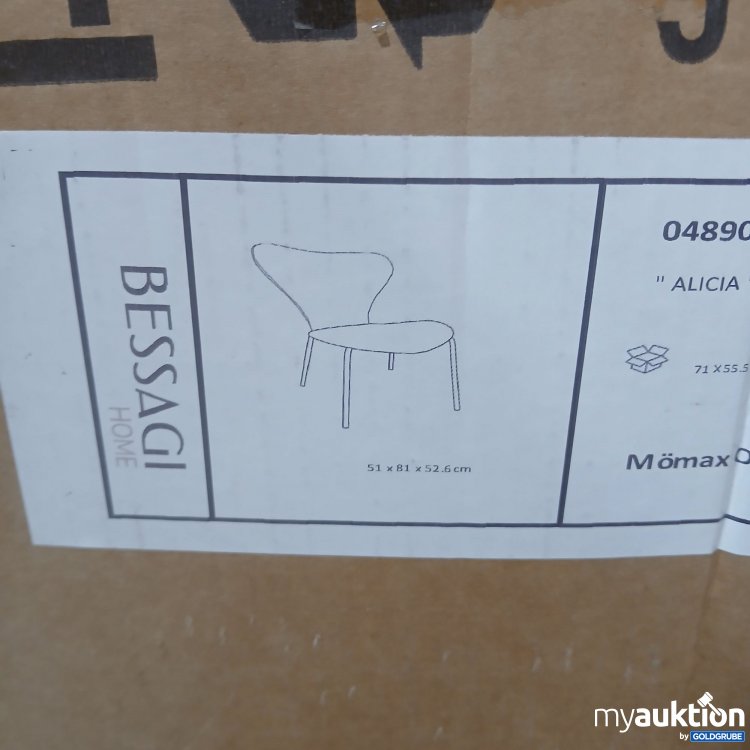 BESSAGI
HOME
51 x 81 x 52.6 cm
04890
" ALICIA "
71 X 55.5
Mömax
myauktion
by GOLDGRUBE